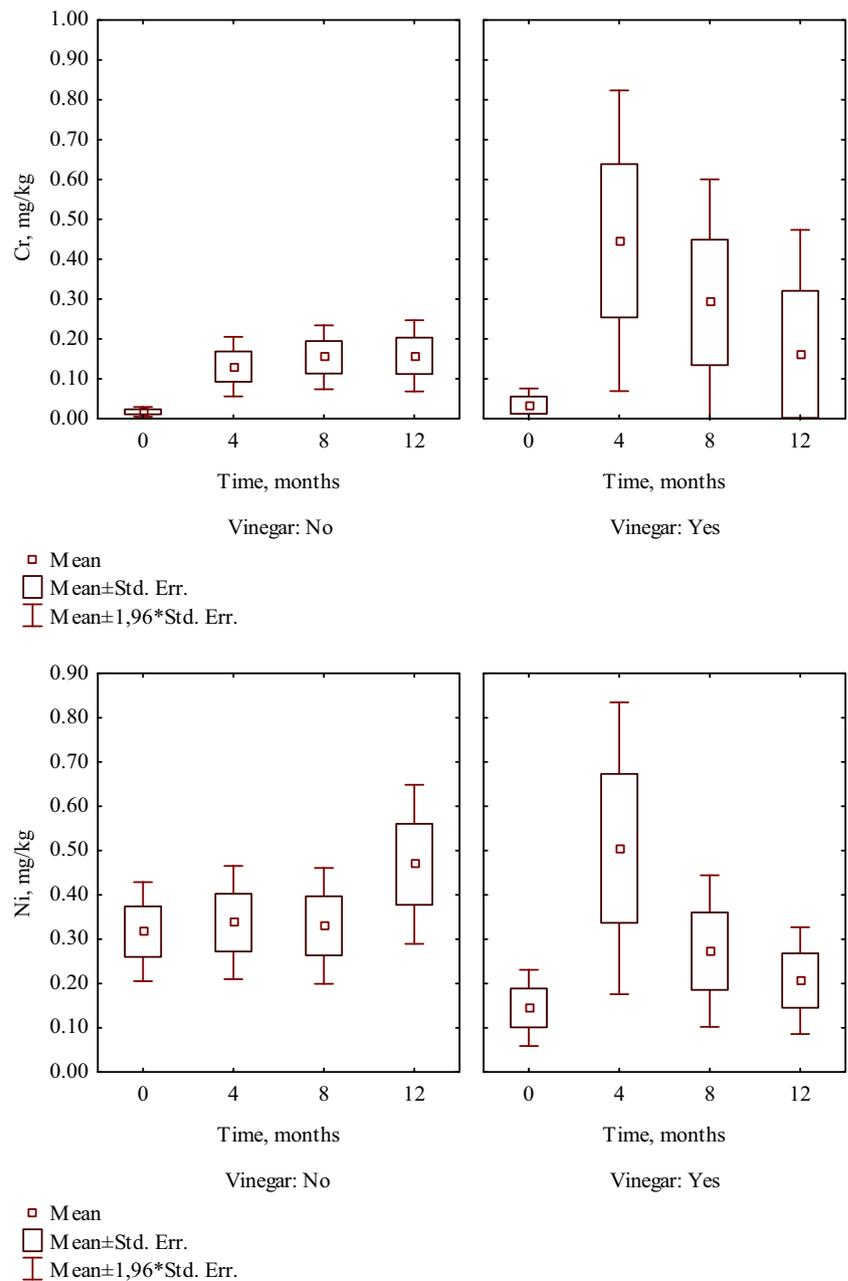 1.00
0.90
0.80
0.70
0.60
0.50
0.40
0.30
0.20
0.10
0.00
Cr, mg/kg
0 4 8 12 0 4 8 12
Time, months Time, months
Vinegar: No Vinegar: Yes
Mean
Mean±Std. Err.
Mean±1,96*Std. Err.
0.90
0.80
0.70
0.60
0.50
0.40
0.30
0.20
0.10
0.00
Ni, mg/kg
0 4 8 12 0 4 8 12
Time, months Time, months
Vinegar: No Vinegar: Yes
Mean
Mean±Std. Err.
Mean±1,96*Std. Err.